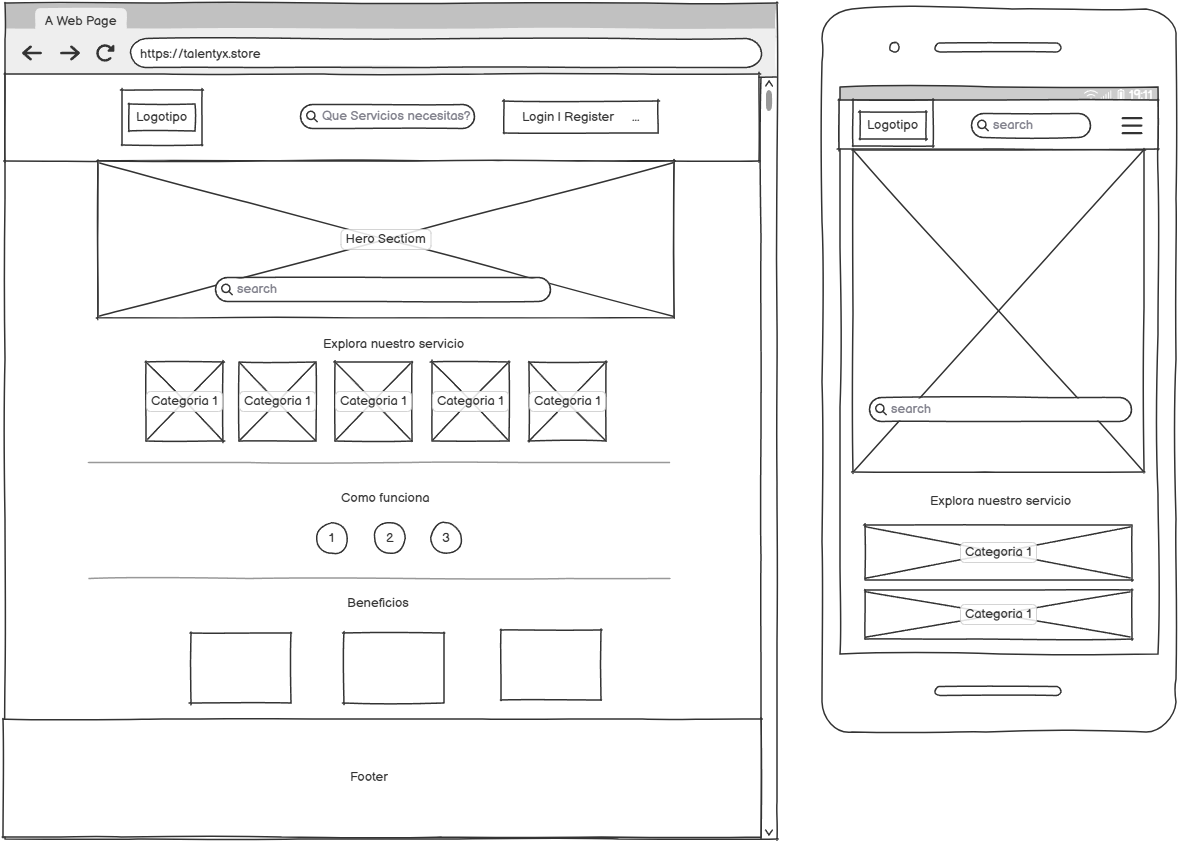 A Web Page
https://talentyx.store
Logotipo
Que Servicios necesitas?
Login | Register ...
Hero Sectiom
search
Explora nuestro servicio
Categoria 1
Categoria 1
Categoria 1
Categoria 1
Categoria 1
Como funciona
1
2
3
Beneficios
Footer
19:11
Logotipo
search
search
Explora nuestro servicio
Categoria 1
Categoria 1